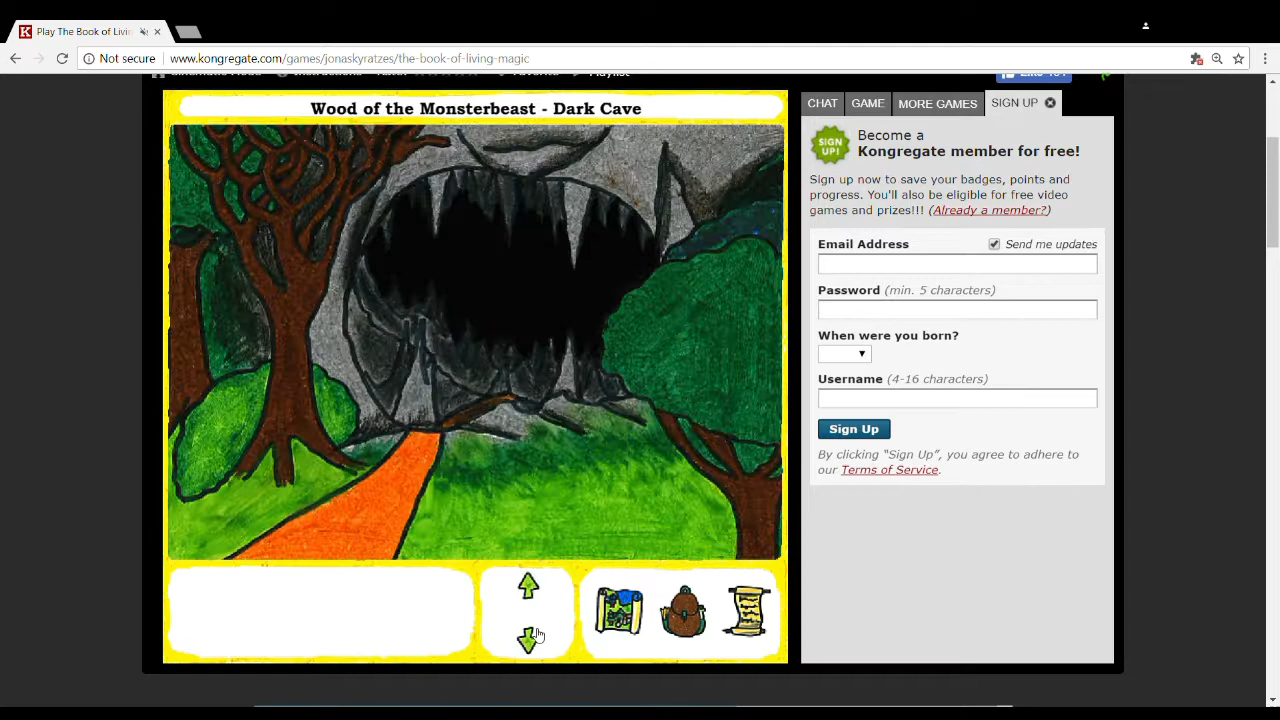 Play The Book of Livin
Not secure
www.kongregate.com/games/jonaskyratzes/the-book-of-living-magic
Wood of the Monsterbeast - Dark Cave
CHAT
GAME
MORE GAMES
SIGN UP
SIGN UP!
Become a
Kongregate member for free!
Sign up now to save your badges, points and
progress. You'll also be eligible for free video
games and prizes!!! (Already a member?)
Email Address
Send me updates
Password (min. 5 characters)
When were you born?
Username (4-16 characters)
Sign Up
By clicking "Sign Up", you agree to adhere to
our Terms of Service.